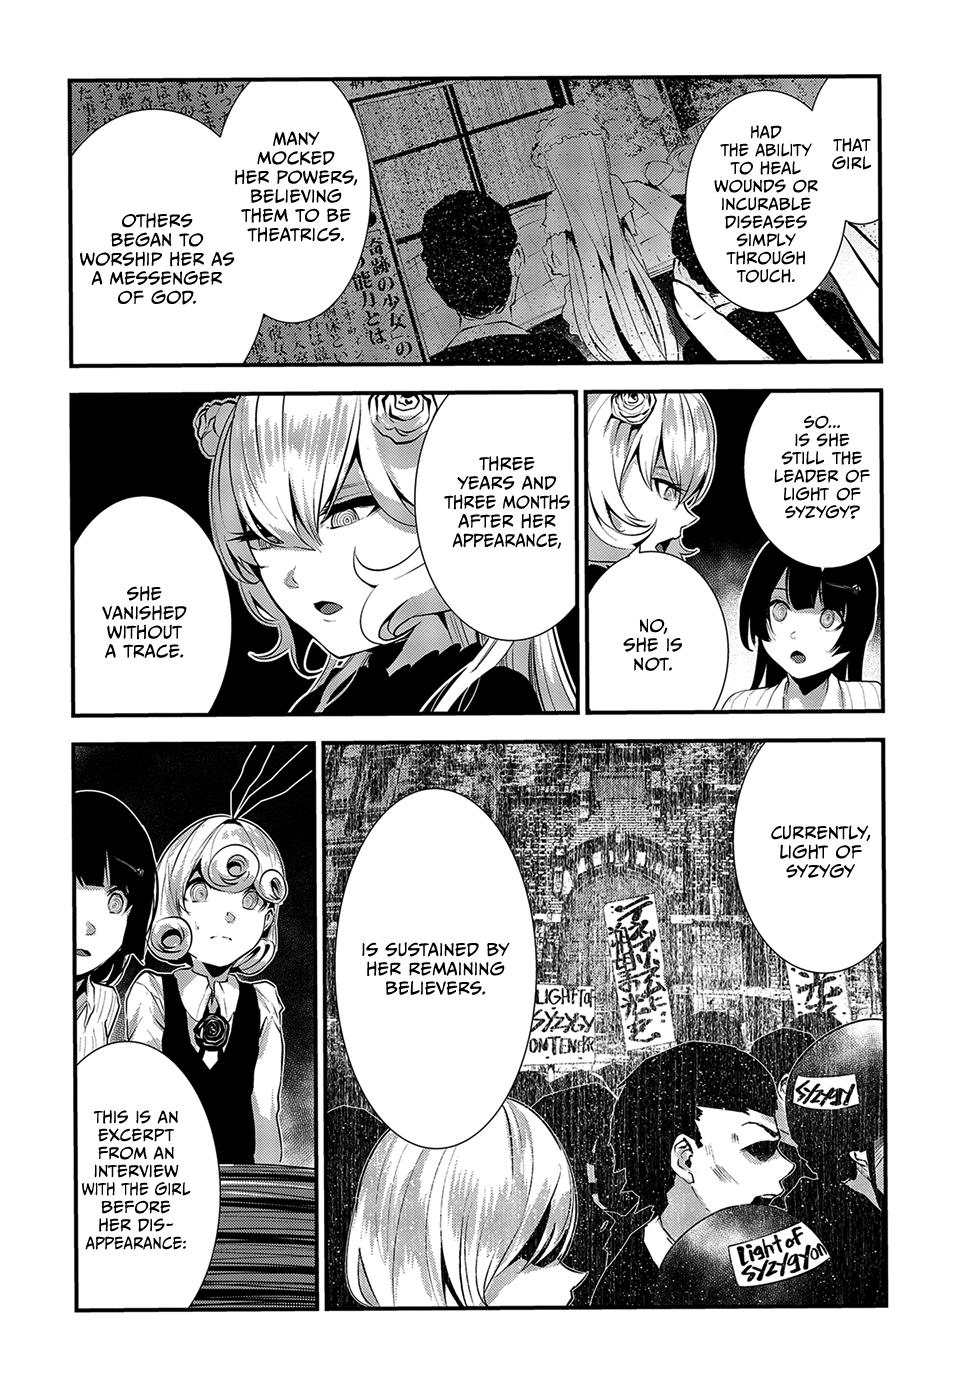 THAT
GIRL
HAD
THE ABILITY
TO HEAL
WOUNDS OR
INCURABLE
DISEASES
SIMPLY
THROUGH
TOUCH.
MANY
MOCKED
HER POWERS,
BELIEVING
THEM TO BE
THEATRICS.
OTHERS
BEGAN TO
WORSHIP HER AS
A MESSENGER
OF GOD.
奇跡の少女の
能力とは
SO...
IS SHE
STILL THE
LEADER OF
LIGHT OF
SYZYGY?
NO,
SHE IS
NOT.
THREE
YEARS AND
THREE MONTHS
AFTER HER
APPEARANCE,
SHE
VANISHED
WITHOUT
A TRACE.
CURRENTLY,
LIGHT OF
SYZYGY
IS SUSTAINED BY
HER REMAINING
BELIEVERS.
LIGHT of
SYZYGY
SYZYGY
light of
SYZYGY on
THIS IS AN
EXCERPT
FROM AN
INTERVIEW
WITH THE GIRL
BEFORE
HER DIS-
APPEARANCE: